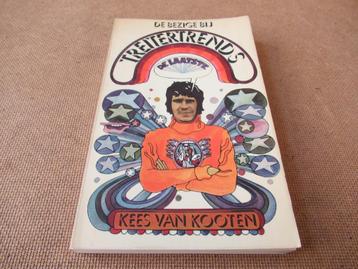 DE BEZIGE BIJ
TREITERTRENDS
DE LAATSTE
KEES VAN KOOTEN